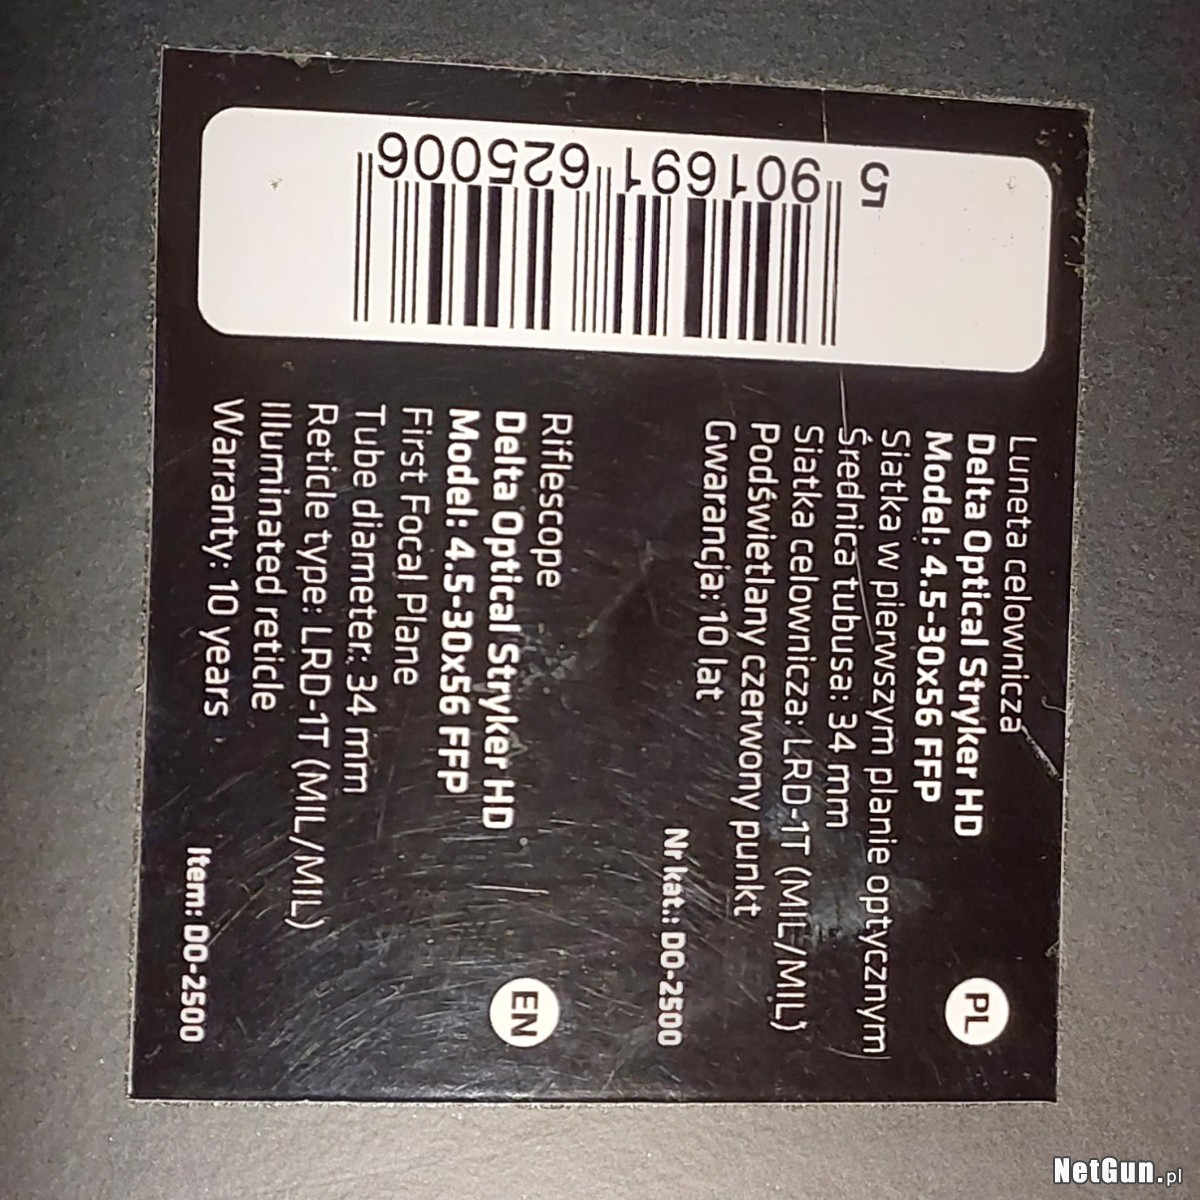 Luneta celownicza
Delta Optical Stryker HD
Model: 4.5-30x56 FFP
Siatka w pierwszym planie optycznym
Średnica tubusa: 34 mm
Siatka celownicza: LRD-1T (MIL/MIL)
Podświetlany czerwony punkt
Gwarancja: 10 lat
Nr kat.: DO-2500
PL
Riflescope
Delta Optical Stryker HD
Model: 4.5-30x56 FFP
First Focal Plane
Tube diameter: 34 mm
Reticle type: LRD-1T (MIL/MIL)
Illuminated reticle
Warranty: 10 years
Item: DO-2500
EN
5 901691 625006
NetGun.pl